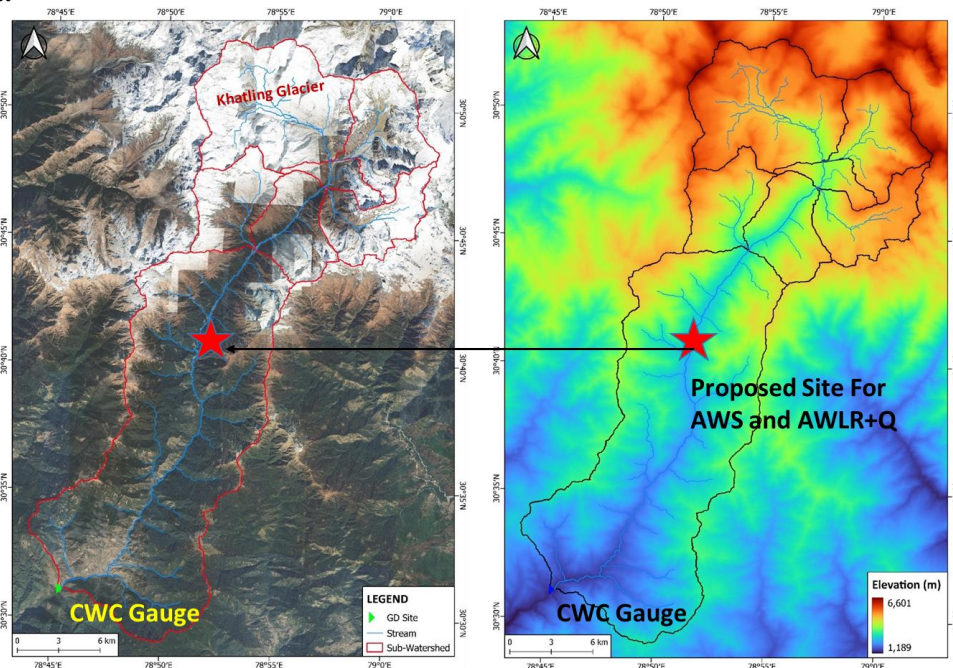 78°45'E 78°50'E 78°55'E 79°0'E
78°45'E 78°50'E 78°55'E 79°0'E
Khatling Glacier
30°50'N 30°50'N 30°50'N
30°45'N 30°45'N 30°45'N
30°40'N 30°40'N 30°40'N
Proposed Site For
AWS and AWLR+Q
30°35'N 30°35'N 30°35'N
30°30'N 30°30'N 30°30'N
CWC Gauge
LEGEND
GD Site
Stream
Sub-Watershed
0 3 6 km
78°45'E 78°50'E 78°55'E 79°0'E
CWC Gauge
Elevation (m)
6,601
1,189
0 3 6 km
78°45'E 78°50'E 78°55'E 79°0'E